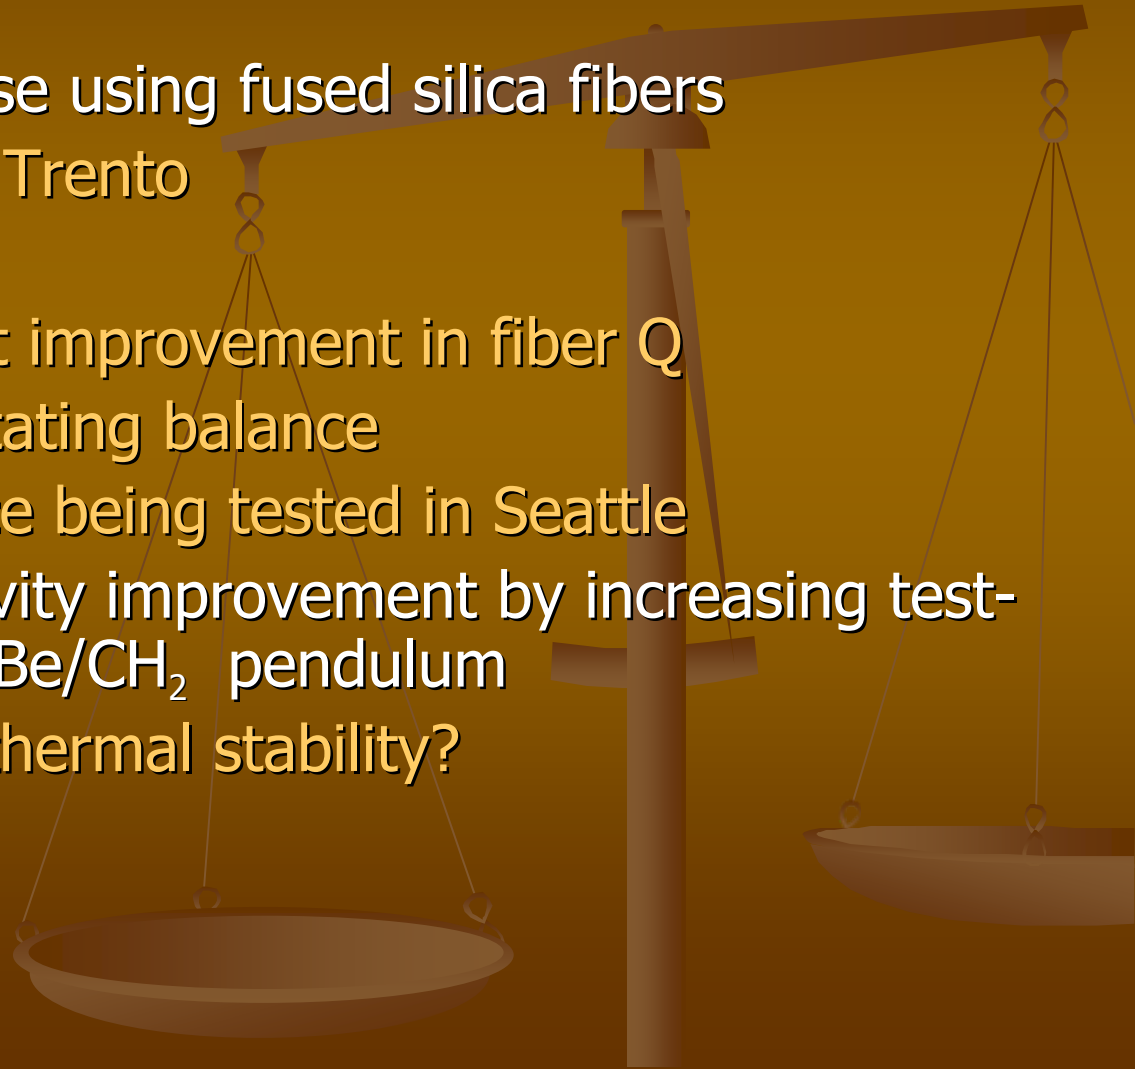 se using fused silica fibers
Trento
t improvement in fiber Q
tating balance
e being tested in Seattle
vity improvement by increasing test-
Be/CH₂ pendulum
hermal stability?